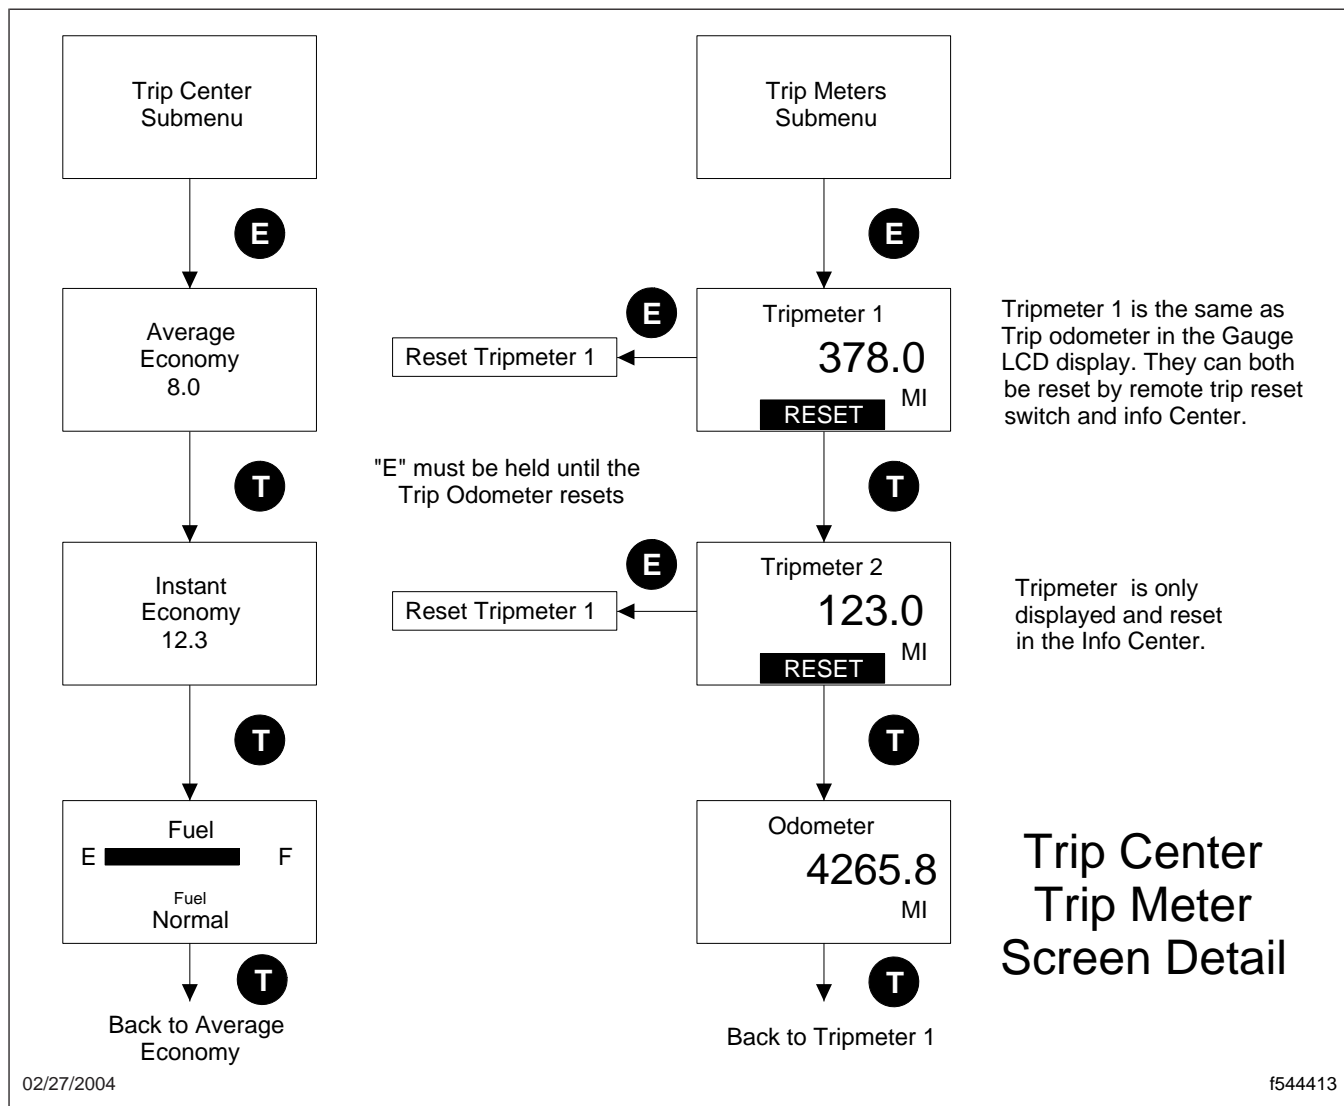 Trip Center
Submenu
E
Average
Economy
8.0
T
Instant
Economy
12.3
T
Fuel
E F
Fuel
Normal
T
Back to Average
Economy
Trip Meters
Submenu
E
Tripmeter 1
378.0
MI
RESET
E
Reset Tripmeter 1
Tripmeter 1 is the same as
Trip odometer in the Gauge
LCD display. They can both
be reset by remote trip reset
switch and info Center.
"E" must be held until the
Trip Odometer resets
T
Tripmeter 2
123.0
MI
RESET
E
Reset Tripmeter 1
Tripmeter is only
displayed and reset
in the Info Center.
T
Odometer
4265.8
MI
T
Back to Tripmeter 1
Trip Center
Trip Meter
Screen Detail
02/27/2004
f544413